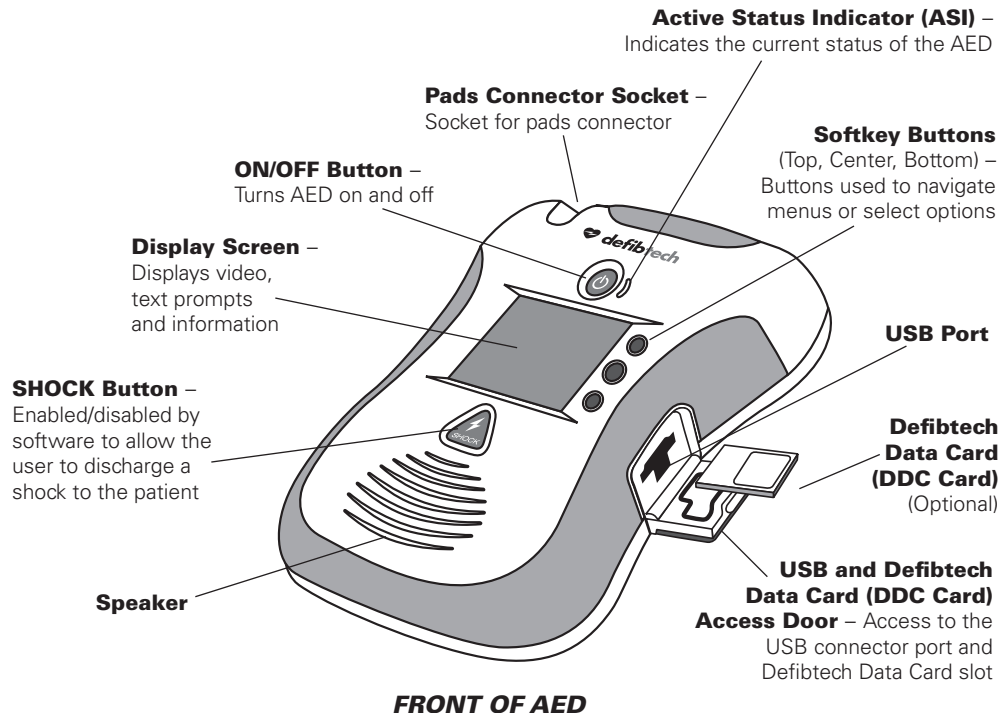 Active Status Indicator (ASI) –
Indicates the current status of the AED
Pads Connector Socket –
Socket for pads connector
Softkey Buttons
(Top, Center, Bottom) –
Buttons used to navigate
menus or select options
ON/OFF Button –
Turns AED on and off
Display Screen –
Displays video,
text prompts
and information
defibtech
USB Port
SHOCK Button –
Enabled/disabled by
software to allow the
user to discharge a
shock to the patient
SHOCK
Defibtech
Data Card
(DDC Card)
(Optional)
Speaker
USB and Defibtech
Data Card (DDC Card)
Access Door – Access to the
USB connector port and
Defibtech Data Card slot
FRONT OF AED